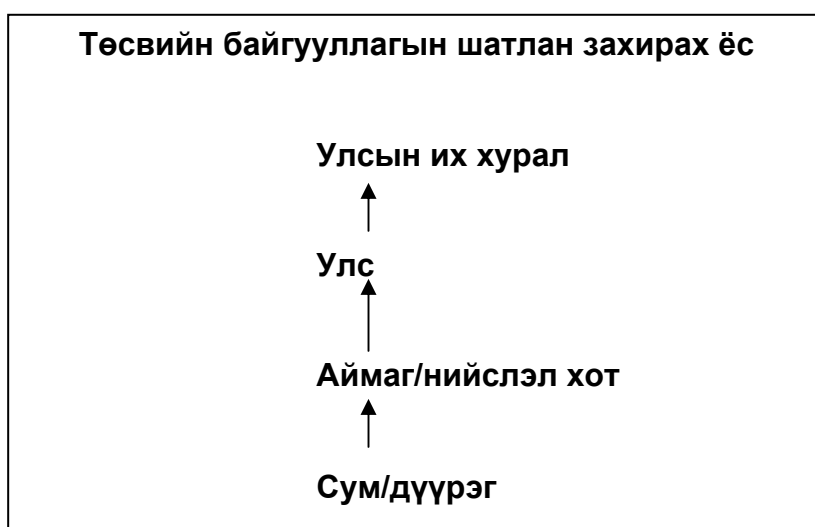 Төсвийн байгууллагын шатлан захирах ёс
Улсын их хурал
Улс
Аймаг/нийслэл хот
Сум/дүүрэг